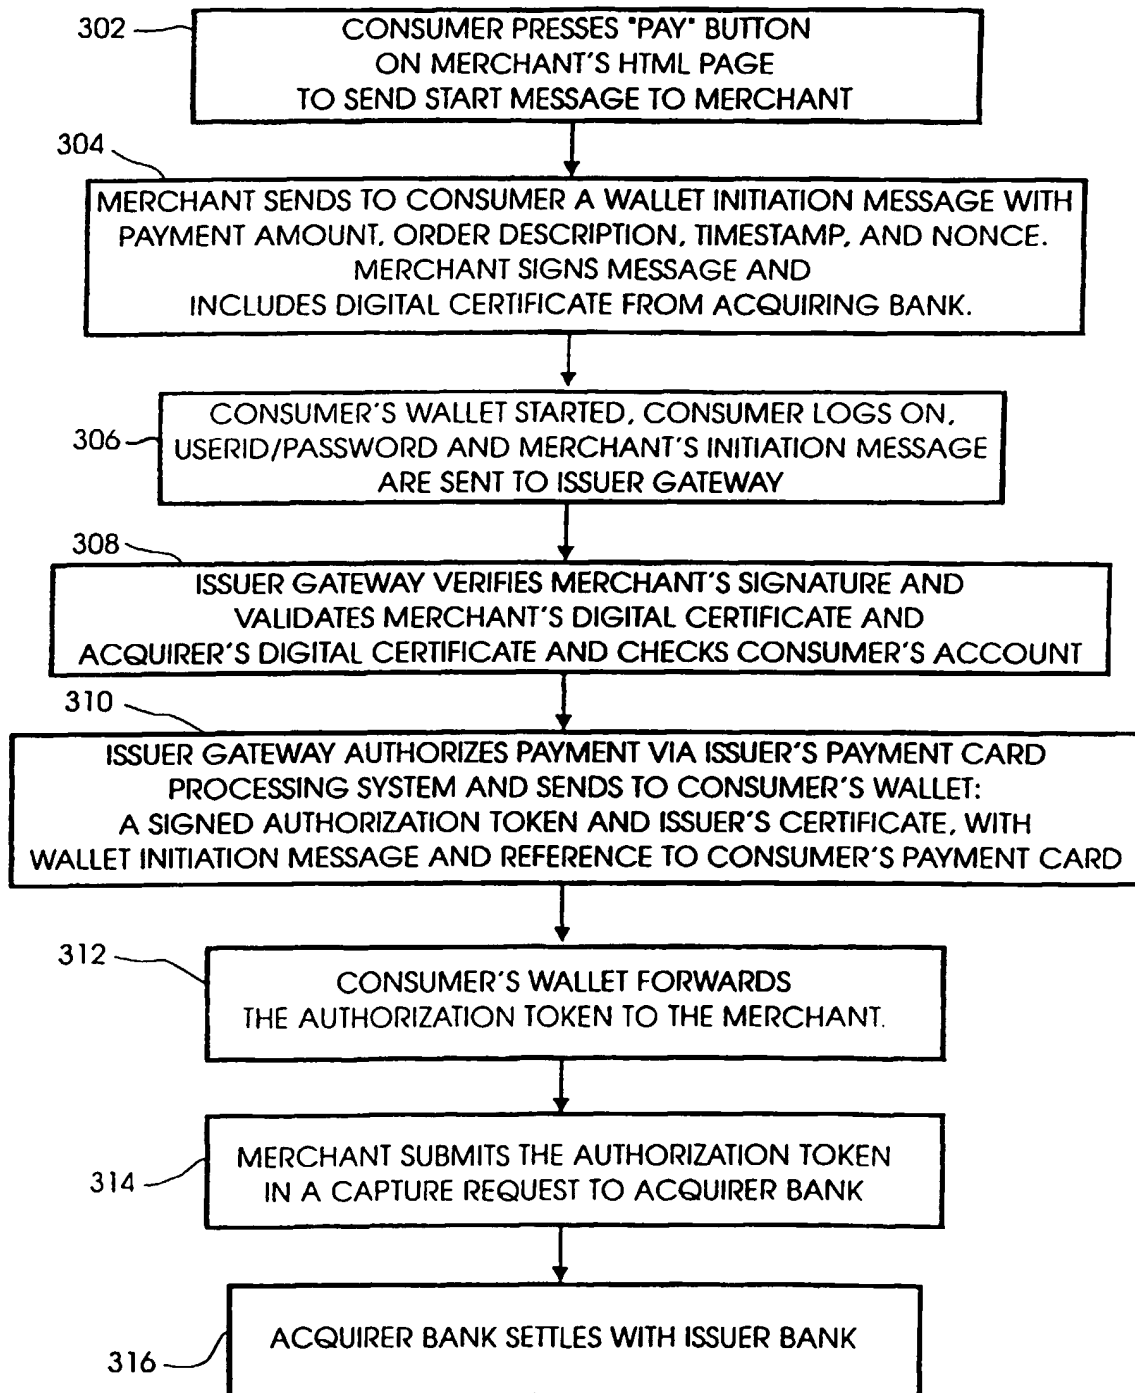 302
CONSUMER PRESSES "PAY" BUTTON
ON MERCHANT'S HTML PAGE
TO SEND START MESSAGE TO MERCHANT
304
MERCHANT SENDS TO CONSUMER A WALLET INITIATION MESSAGE WITH
PAYMENT AMOUNT, ORDER DESCRIPTION, TIMESTAMP, AND NONCE.
MERCHANT SIGNS MESSAGE AND
INCLUDES DIGITAL CERTIFICATE FROM ACQUIRING BANK.
306
CONSUMER'S WALLET STARTED, CONSUMER LOGS ON,
USERID/PASSWORD AND MERCHANT'S INITIATION MESSAGE
ARE SENT TO ISSUER GATEWAY
308
ISSUER GATEWAY VERIFIES MERCHANT'S SIGNATURE AND
VALIDATES MERCHANT'S DIGITAL CERTIFICATE AND
ACQUIRER'S DIGITAL CERTIFICATE AND CHECKS CONSUMER'S ACCOUNT
310
ISSUER GATEWAY AUTHORIZES PAYMENT VIA ISSUER'S PAYMENT CARD
PROCESSING SYSTEM AND SENDS TO CONSUMER'S WALLET:
A SIGNED AUTHORIZATION TOKEN AND ISSUER'S CERTIFICATE, WITH
WALLET INITIATION MESSAGE AND REFERENCE TO CONSUMER'S PAYMENT CARD
312
CONSUMER'S WALLET FORWARDS
THE AUTHORIZATION TOKEN TO THE MERCHANT.
314
MERCHANT SUBMITS THE AUTHORIZATION TOKEN
IN A CAPTURE REQUEST TO ACQUIRER BANK
316
ACQUIRER BANK SETTLES WITH ISSUER BANK